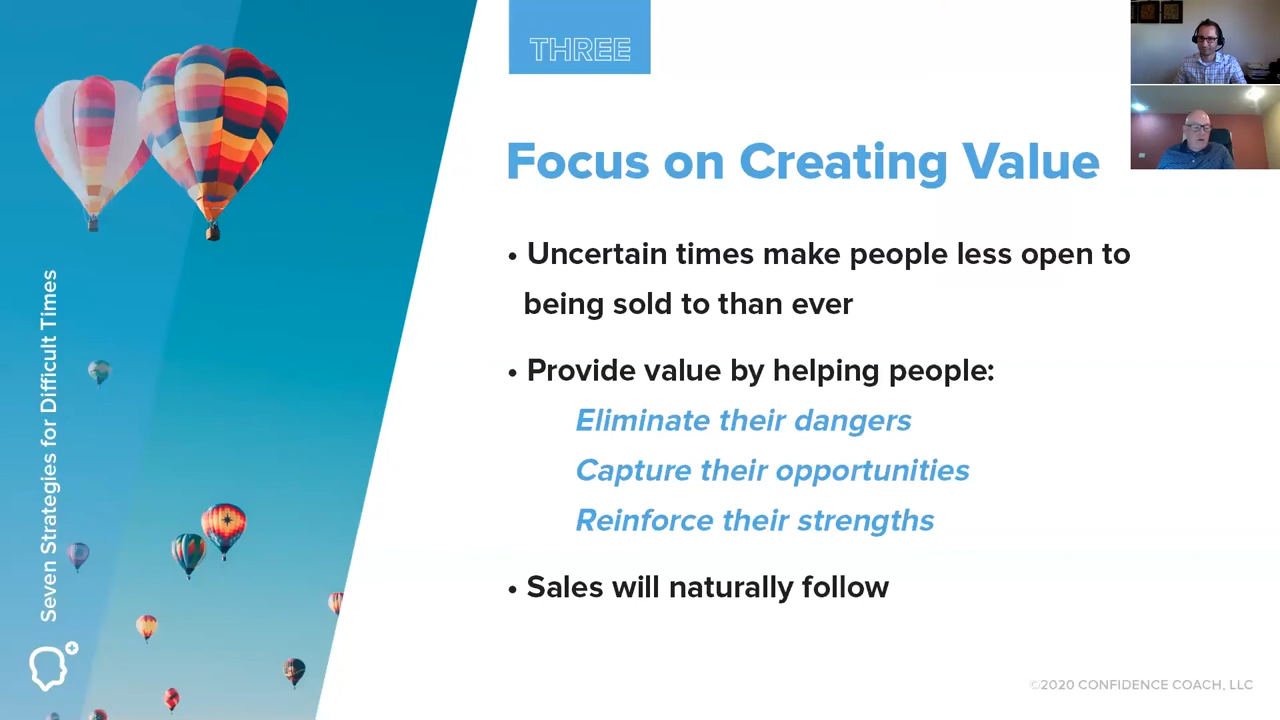 THREE
Focus on Creating Value
• Uncertain times make people less open to
being sold to than ever
• Provide value by helping people:
Eliminate their dangers
Capture their opportunities
Reinforce their strengths
• Sales will naturally follow
Seven Strategies for Difficult Times
©2020 CONFIDENCE COACH, LLC